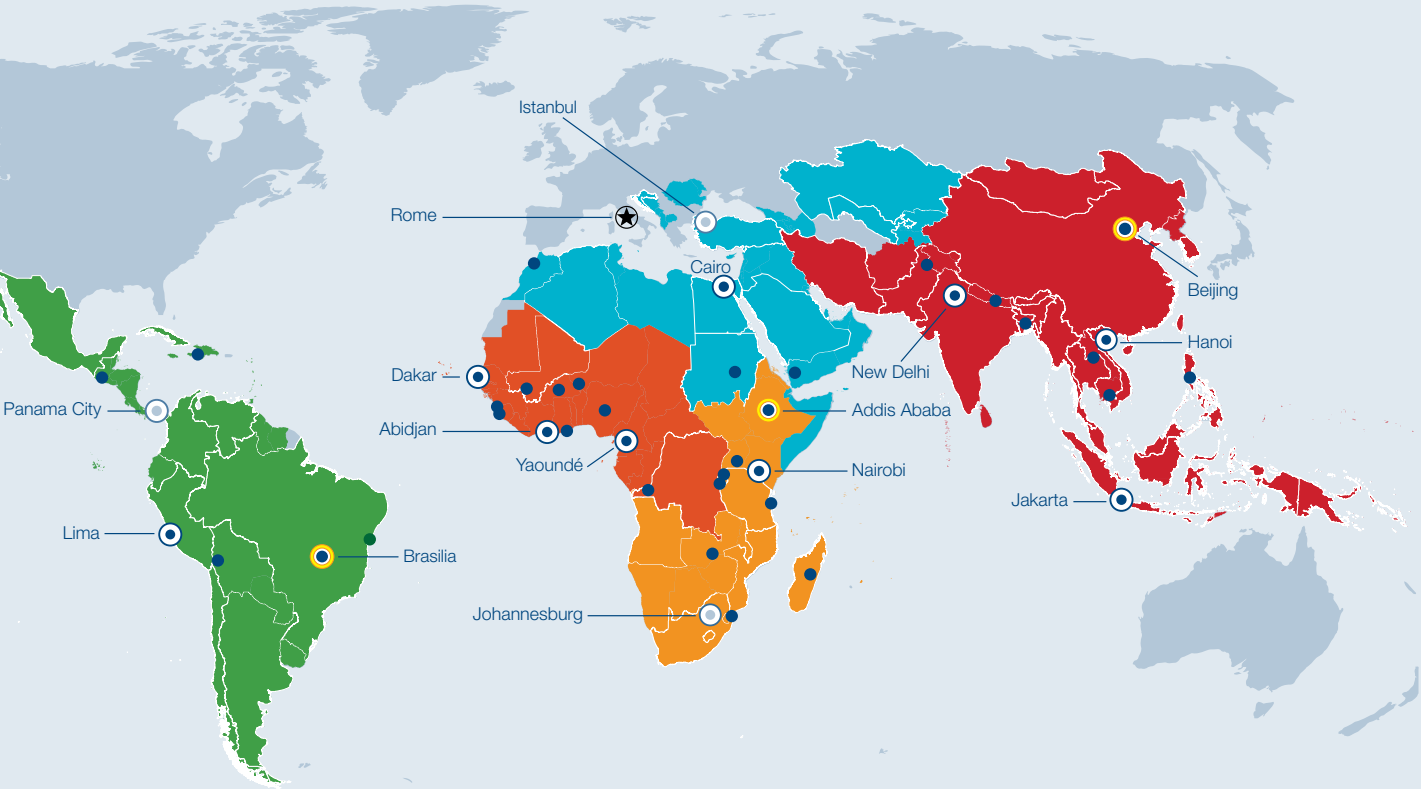 Istanbul
Rome
Cairo
Beijing
Hanoi
New Delhi
Dakar
Panama City
Addis Ababa
Abidjan
Yaoundé
Nairobi
Jakarta
Lima
Brasilia
Johannesburg